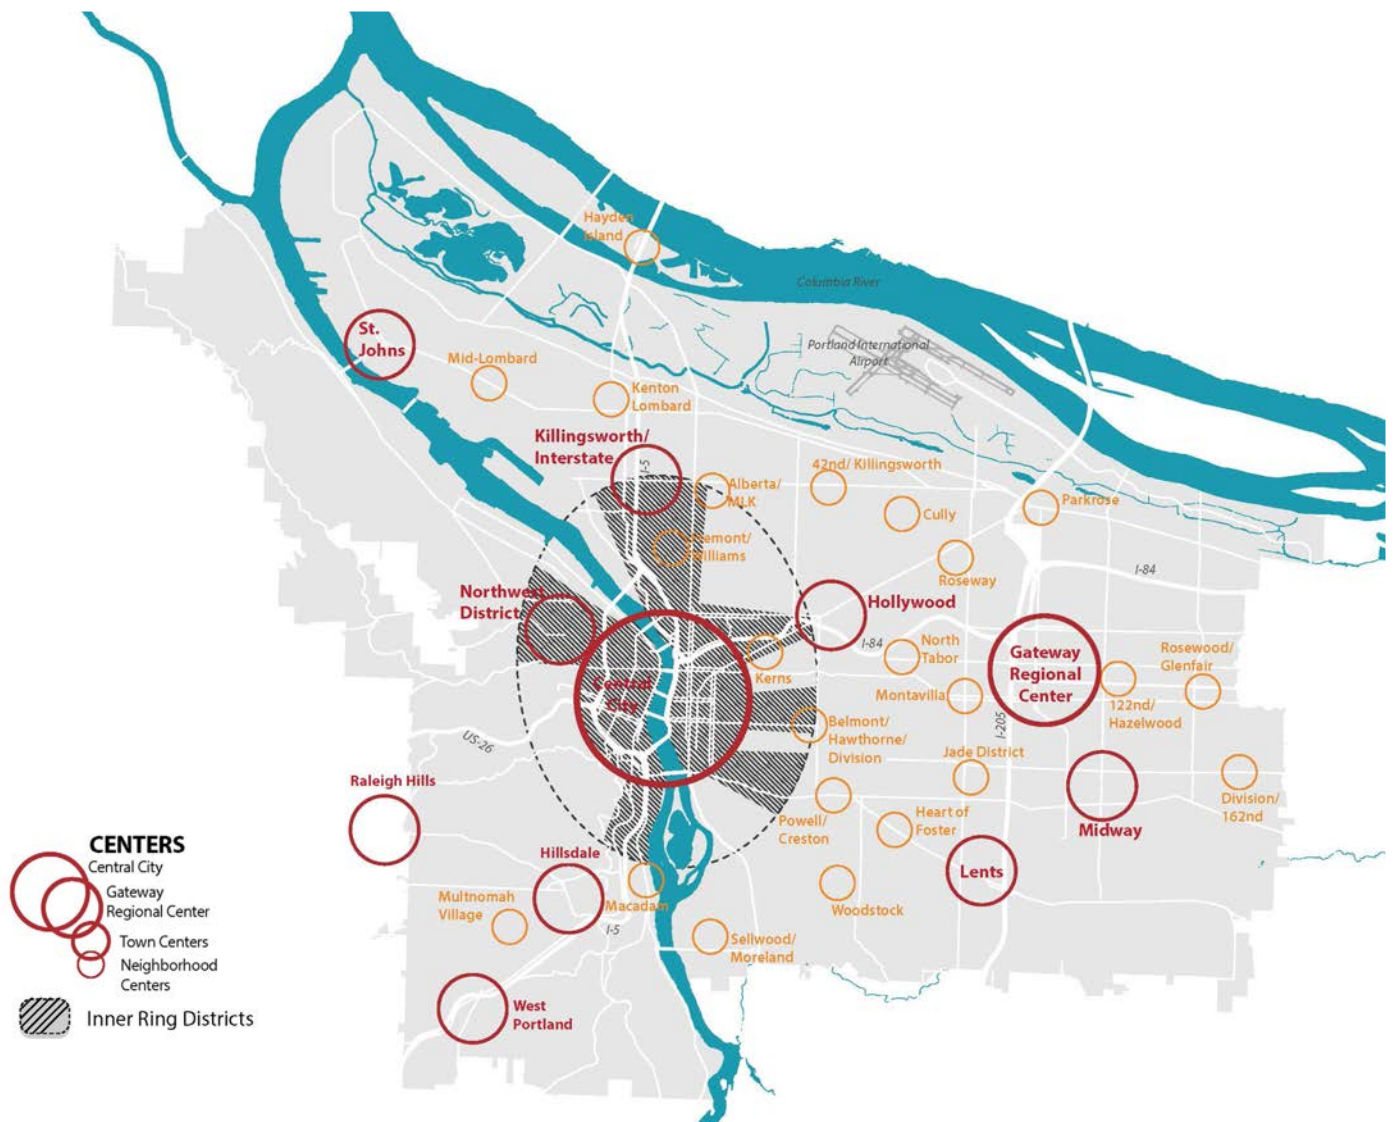 Hayden
Island
Columbia River
St.
Johns
Portland International
Airport
Mid-Lombard
Kenton
Lombard
Killingsworth/
Interstate
I-5
Alberta/
MLK
42nd/ Killingsworth
Cully
Parkrose
Fremont/
Williams
Roseway
I-84
Northwest
District
Hollywood
I-84
North
Tabor
Gateway
Regional
Center
Rosewood/
Glenfair
Central
City
Kerns
Montavilla
122nd/
Hazelwood
US-26
I-205
Belmont/
Hawthorne/
Division
Jade District
Raleigh Hills
Division/
162nd
Powell/
Creston
Heart of
Foster
Midway
Hillsdale
Lents
Multnomah
Village
Macadam
Woodstock
I-5
Sellwood/
Moreland
West
Portland
CENTERS
Central City
Gateway
Regional Center
Town Centers
Neighborhood
Centers
Inner Ring Districts